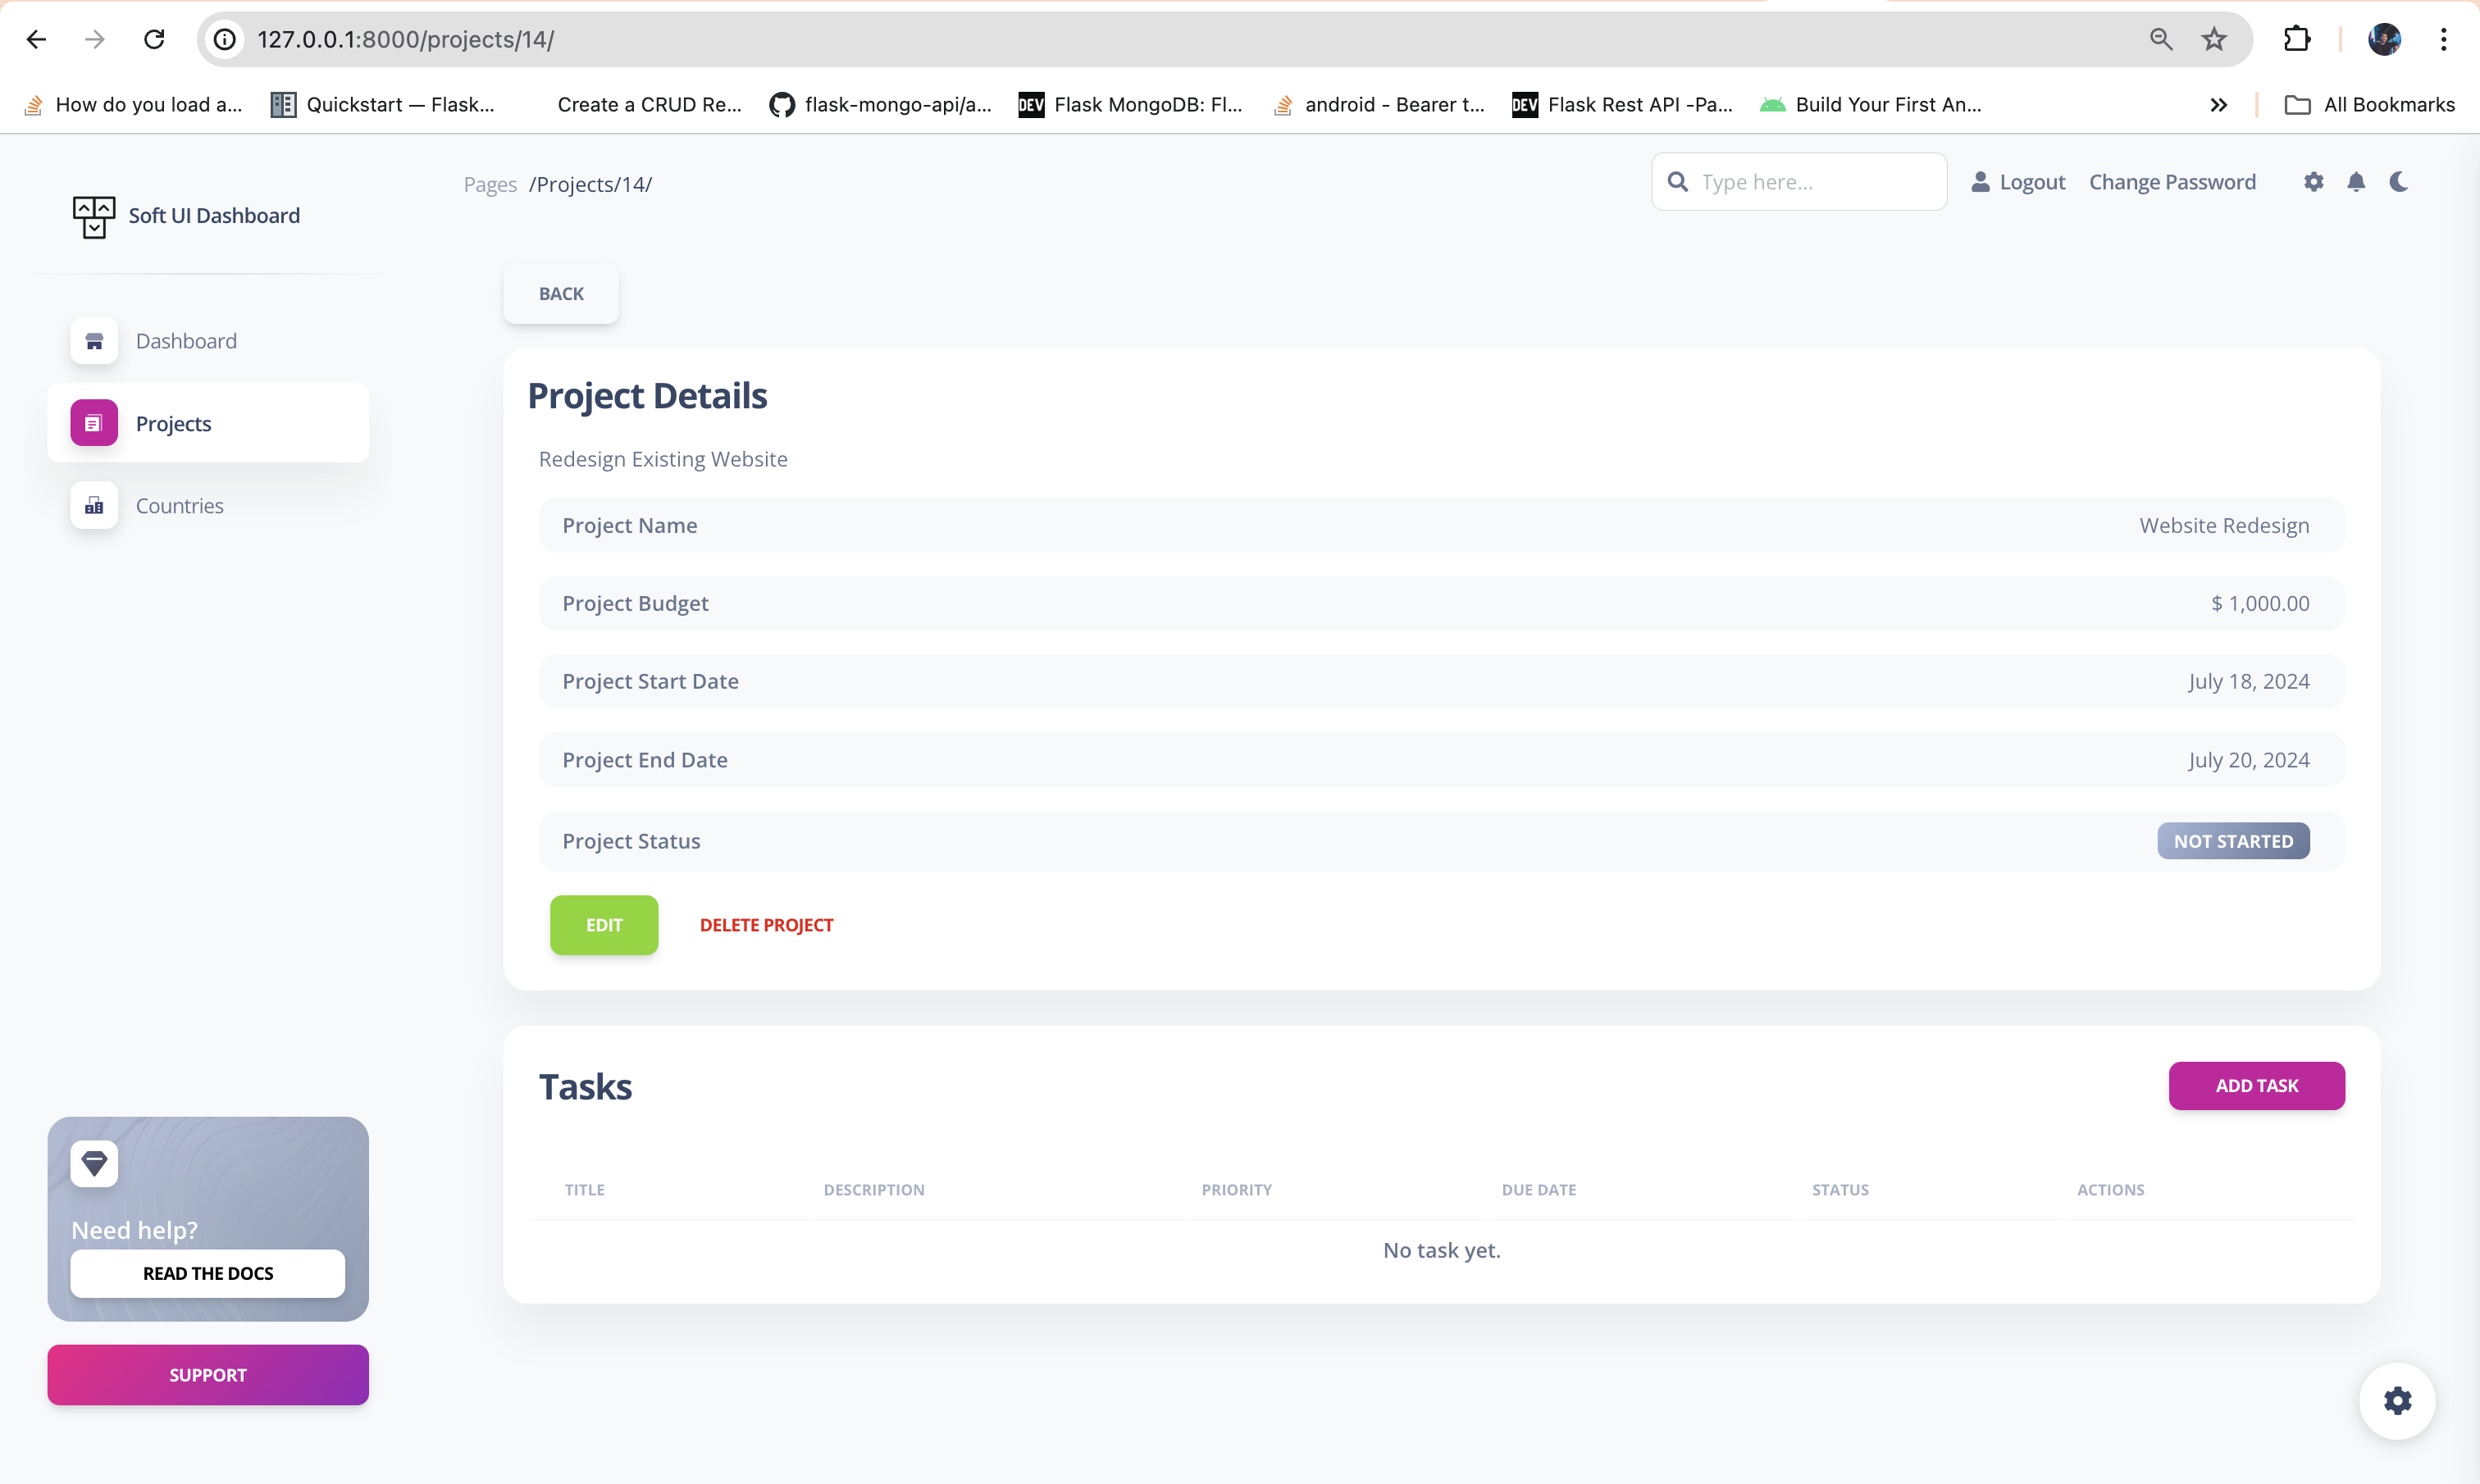 127.0.0.1:8000/projects/14/
How do you load a...
Quickstart — Flask...
Create a CRUD Re...
flask-mongo-api/a...
DEV Flask MongoDB: Fl...
android - Bearer t...
DEV Flask Rest API -Pa...
Build Your First An...
All Bookmarks
Soft UI Dashboard
Pages /Projects/14/
Type here...
Logout
Change Password
Dashboard
Projects
Countries
Need help?
READ THE DOCS
SUPPORT
BACK
Project Details
Redesign Existing Website
Project Name Website Redesign
Project Budget $ 1,000.00
Project Start Date July 18, 2024
Project End Date July 20, 2024
Project Status NOT STARTED
EDIT DELETE PROJECT
Tasks
ADD TASK
TITLE DESCRIPTION PRIORITY DUE DATE STATUS ACTIONS
No task yet.